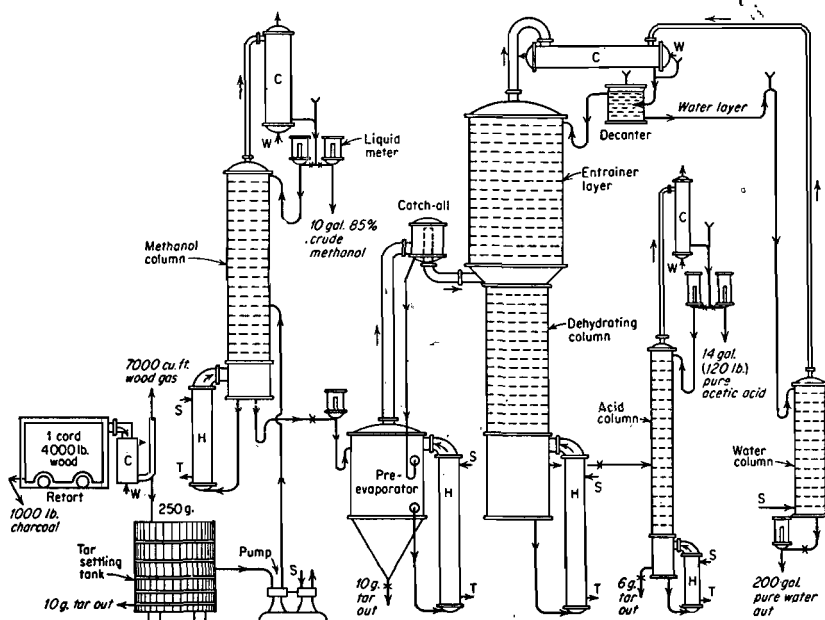 C
W
Liquid
meter
10 gal. 85%
crude
methanol
Methanol
column
7000 cu.ft.
wood gas
S
H
T
1 cord
4000 lb.
wood
Retort
C
W
1000 lb.
charcoal
250 g.
Tar
settling
tank
10 g. tar out
Pump
S
Catch-all
Pre-
evaporator
10 g.
tar
out
H
S
T
C
W
Decanter
Water layer
Entrainer
layer
Dehydrating
column
H
S
T
C
W
14 gal.
(120 lb.)
pure
acetic acid
Acid
column
6 g.
tar
out
H
S
T
Water
column
S
200 gal.
pure water
out